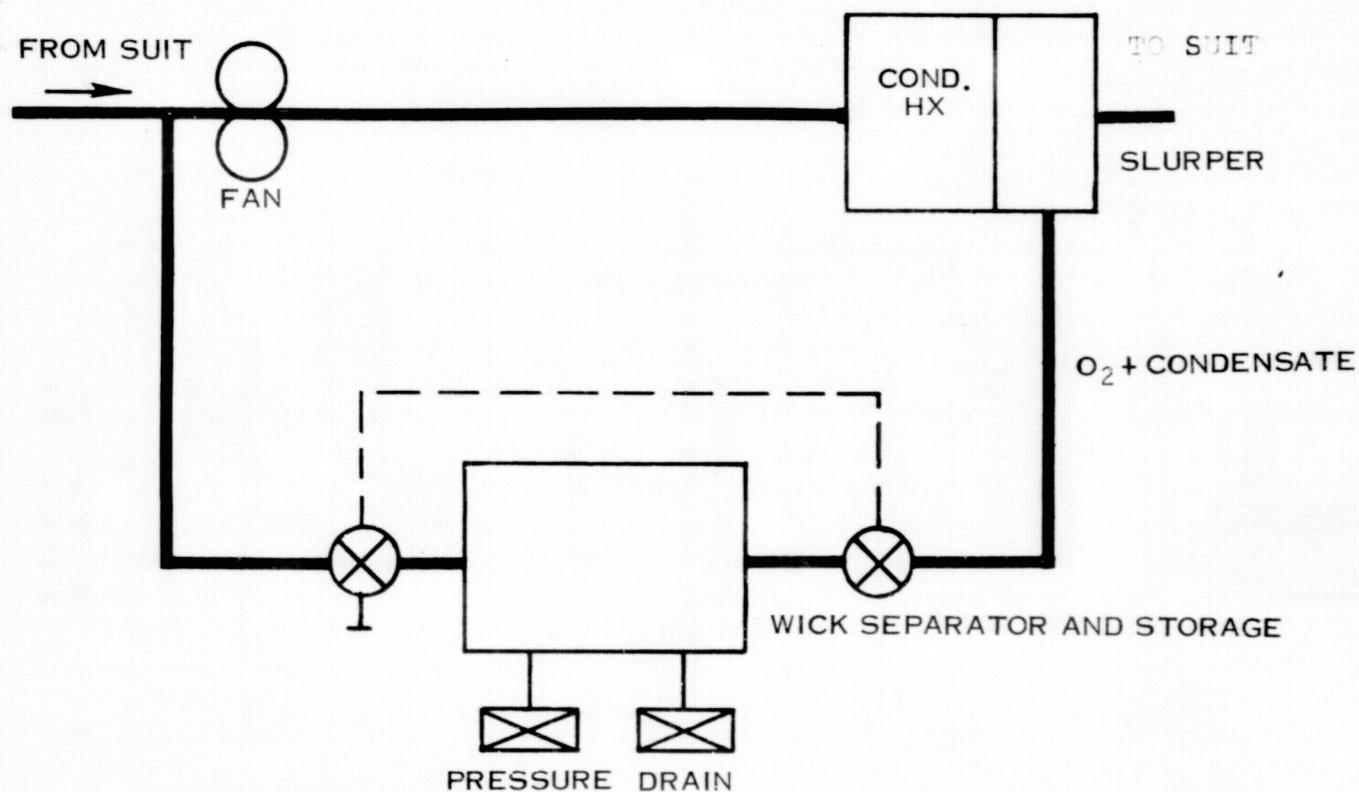 FROM SUIT
FAN
COND.
HX
TO SUIT
SLURPER
O₂ + CONDENSATE
WICK SEPARATOR AND STORAGE
PRESSURE
DRAIN